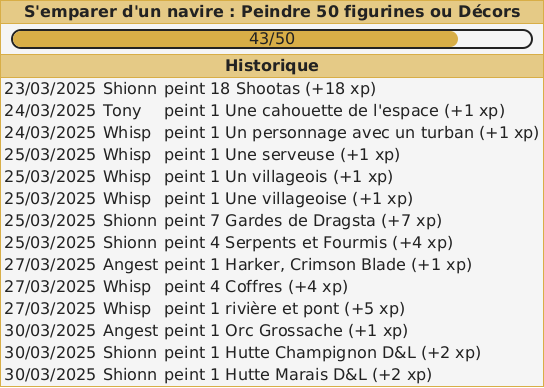 S'emparer d'un navire : Peindre 50 figurines ou Décors
43/50
Historique
23/03/2025 Shionn peint 18 Shootas (+18 xp)
24/03/2025 Tony peint 1 Une cahouette de l'espace (+1 xp)
24/03/2025 Whisp peint 1 Un personnage avec un turban (+1 xp)
25/03/2025 Whisp peint 1 Une serveuse (+1 xp)
25/03/2025 Whisp peint 1 Un villageois (+1 xp)
25/03/2025 Whisp peint 1 Une villageoise (+1 xp)
25/03/2025 Shionn peint 7 Gardes de Dragsta (+7 xp)
25/03/2025 Shionn peint 4 Serpents et Fourmis (+4 xp)
27/03/2025 Angest peint 1 Harker, Crimson Blade (+1 xp)
27/03/2025 Whisp peint 4 Coffres (+4 xp)
27/03/2025 Whisp peint 1 rivière et pont (+5 xp)
30/03/2025 Angest peint 1 Orc Grossache (+1 xp)
30/03/2025 Shionn peint 1 Hutte Champignon D&L (+2 xp)
30/03/2025 Shionn peint 1 Hutte Marais D&L (+2 xp)